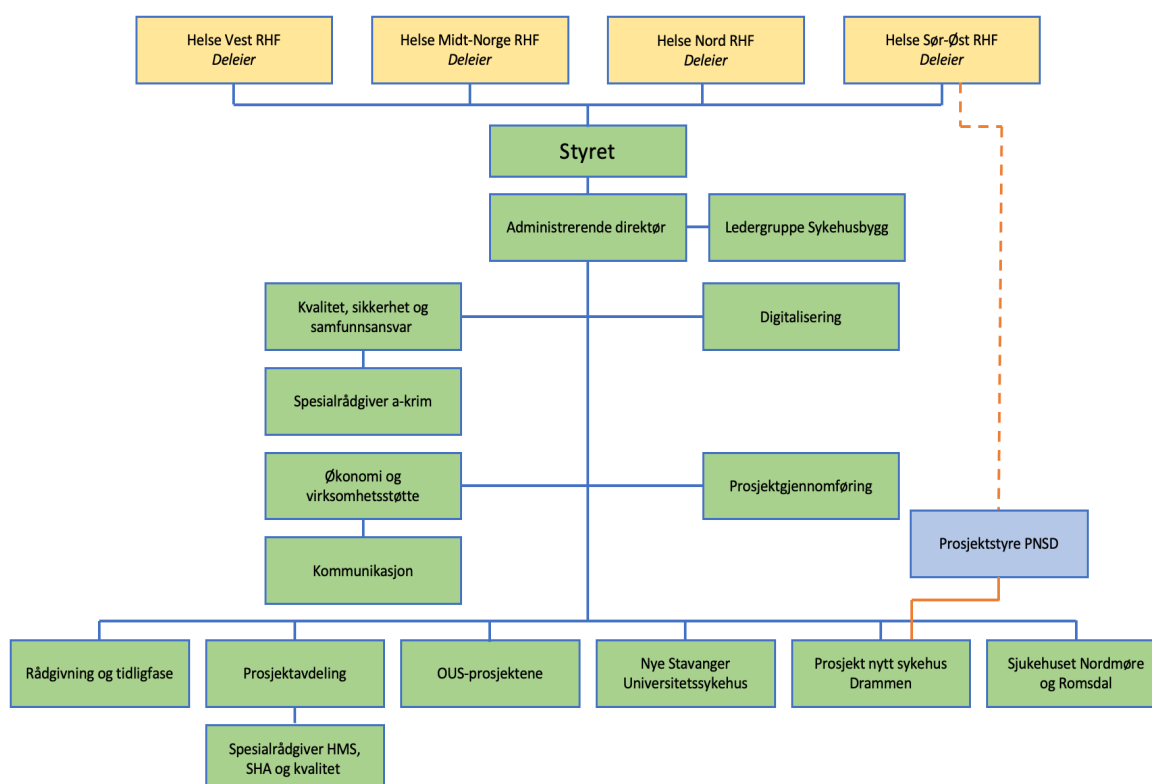 Helse Vest RHF
Deleier
Helse Midt-Norge RHF
Deleier
Helse Nord RHF
Deleier
Helse Sør-Øst RHF
Deleier
Styret
Administrerende direktør
Ledergruppe Sykehusbygg
Kvalitet, sikkerhet og
samfunnsansvar
Digitalisering
Spesialrådgiver a-krim
Økonomi og
virksomhetsstøtte
Prosjektgjennomføring
Prosjektstyre PNSD
Kommunikasjon
Rådgivning og tidligfase
Prosjektavdeling
OUS-prosjektene
Nye Stavanger
Universitetssykehus
Prosjekt nytt sykehus
Drammen
Sjukehuset Nordmøre
og Romsdal
Spesialrådgiver HMS,
SHA og kvalitet